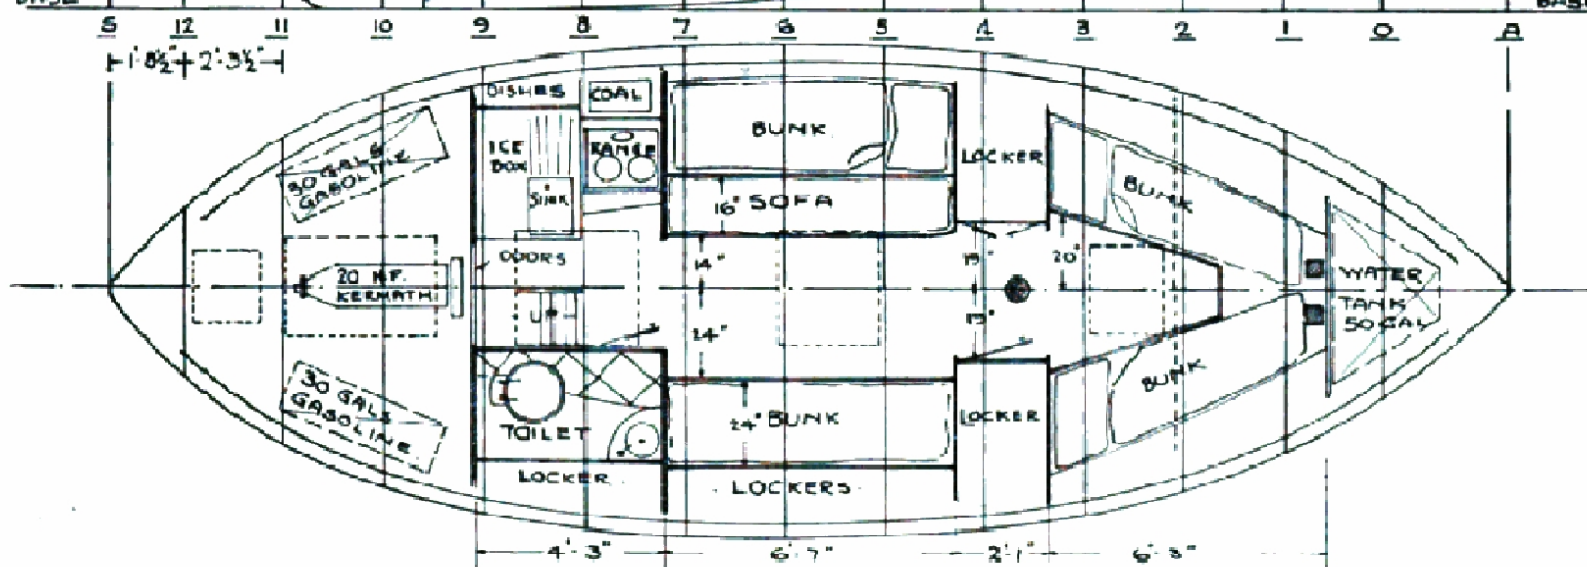 S 12 11 10 9 8 7 6 5 4 3 2 1 0 A
1'·8½" 2'·3½"
DISHES
COAL
ICE
BOX
RANGE
SINK
BUNK
16" SOFA
LOCKER
BUNK
30 GALS
GASOLINE
DOORS
14"
15"
20"
20 H.P.
KERMATH
UP
24"
15"
WATER
TANK
50 GAL
30 GALS
GASOLINE
TOILET
24" BUNK
LOCKER
BUNK
LOCKER
LOCKERS
4'·3" 6'·7" 2'·1" 6'·3"